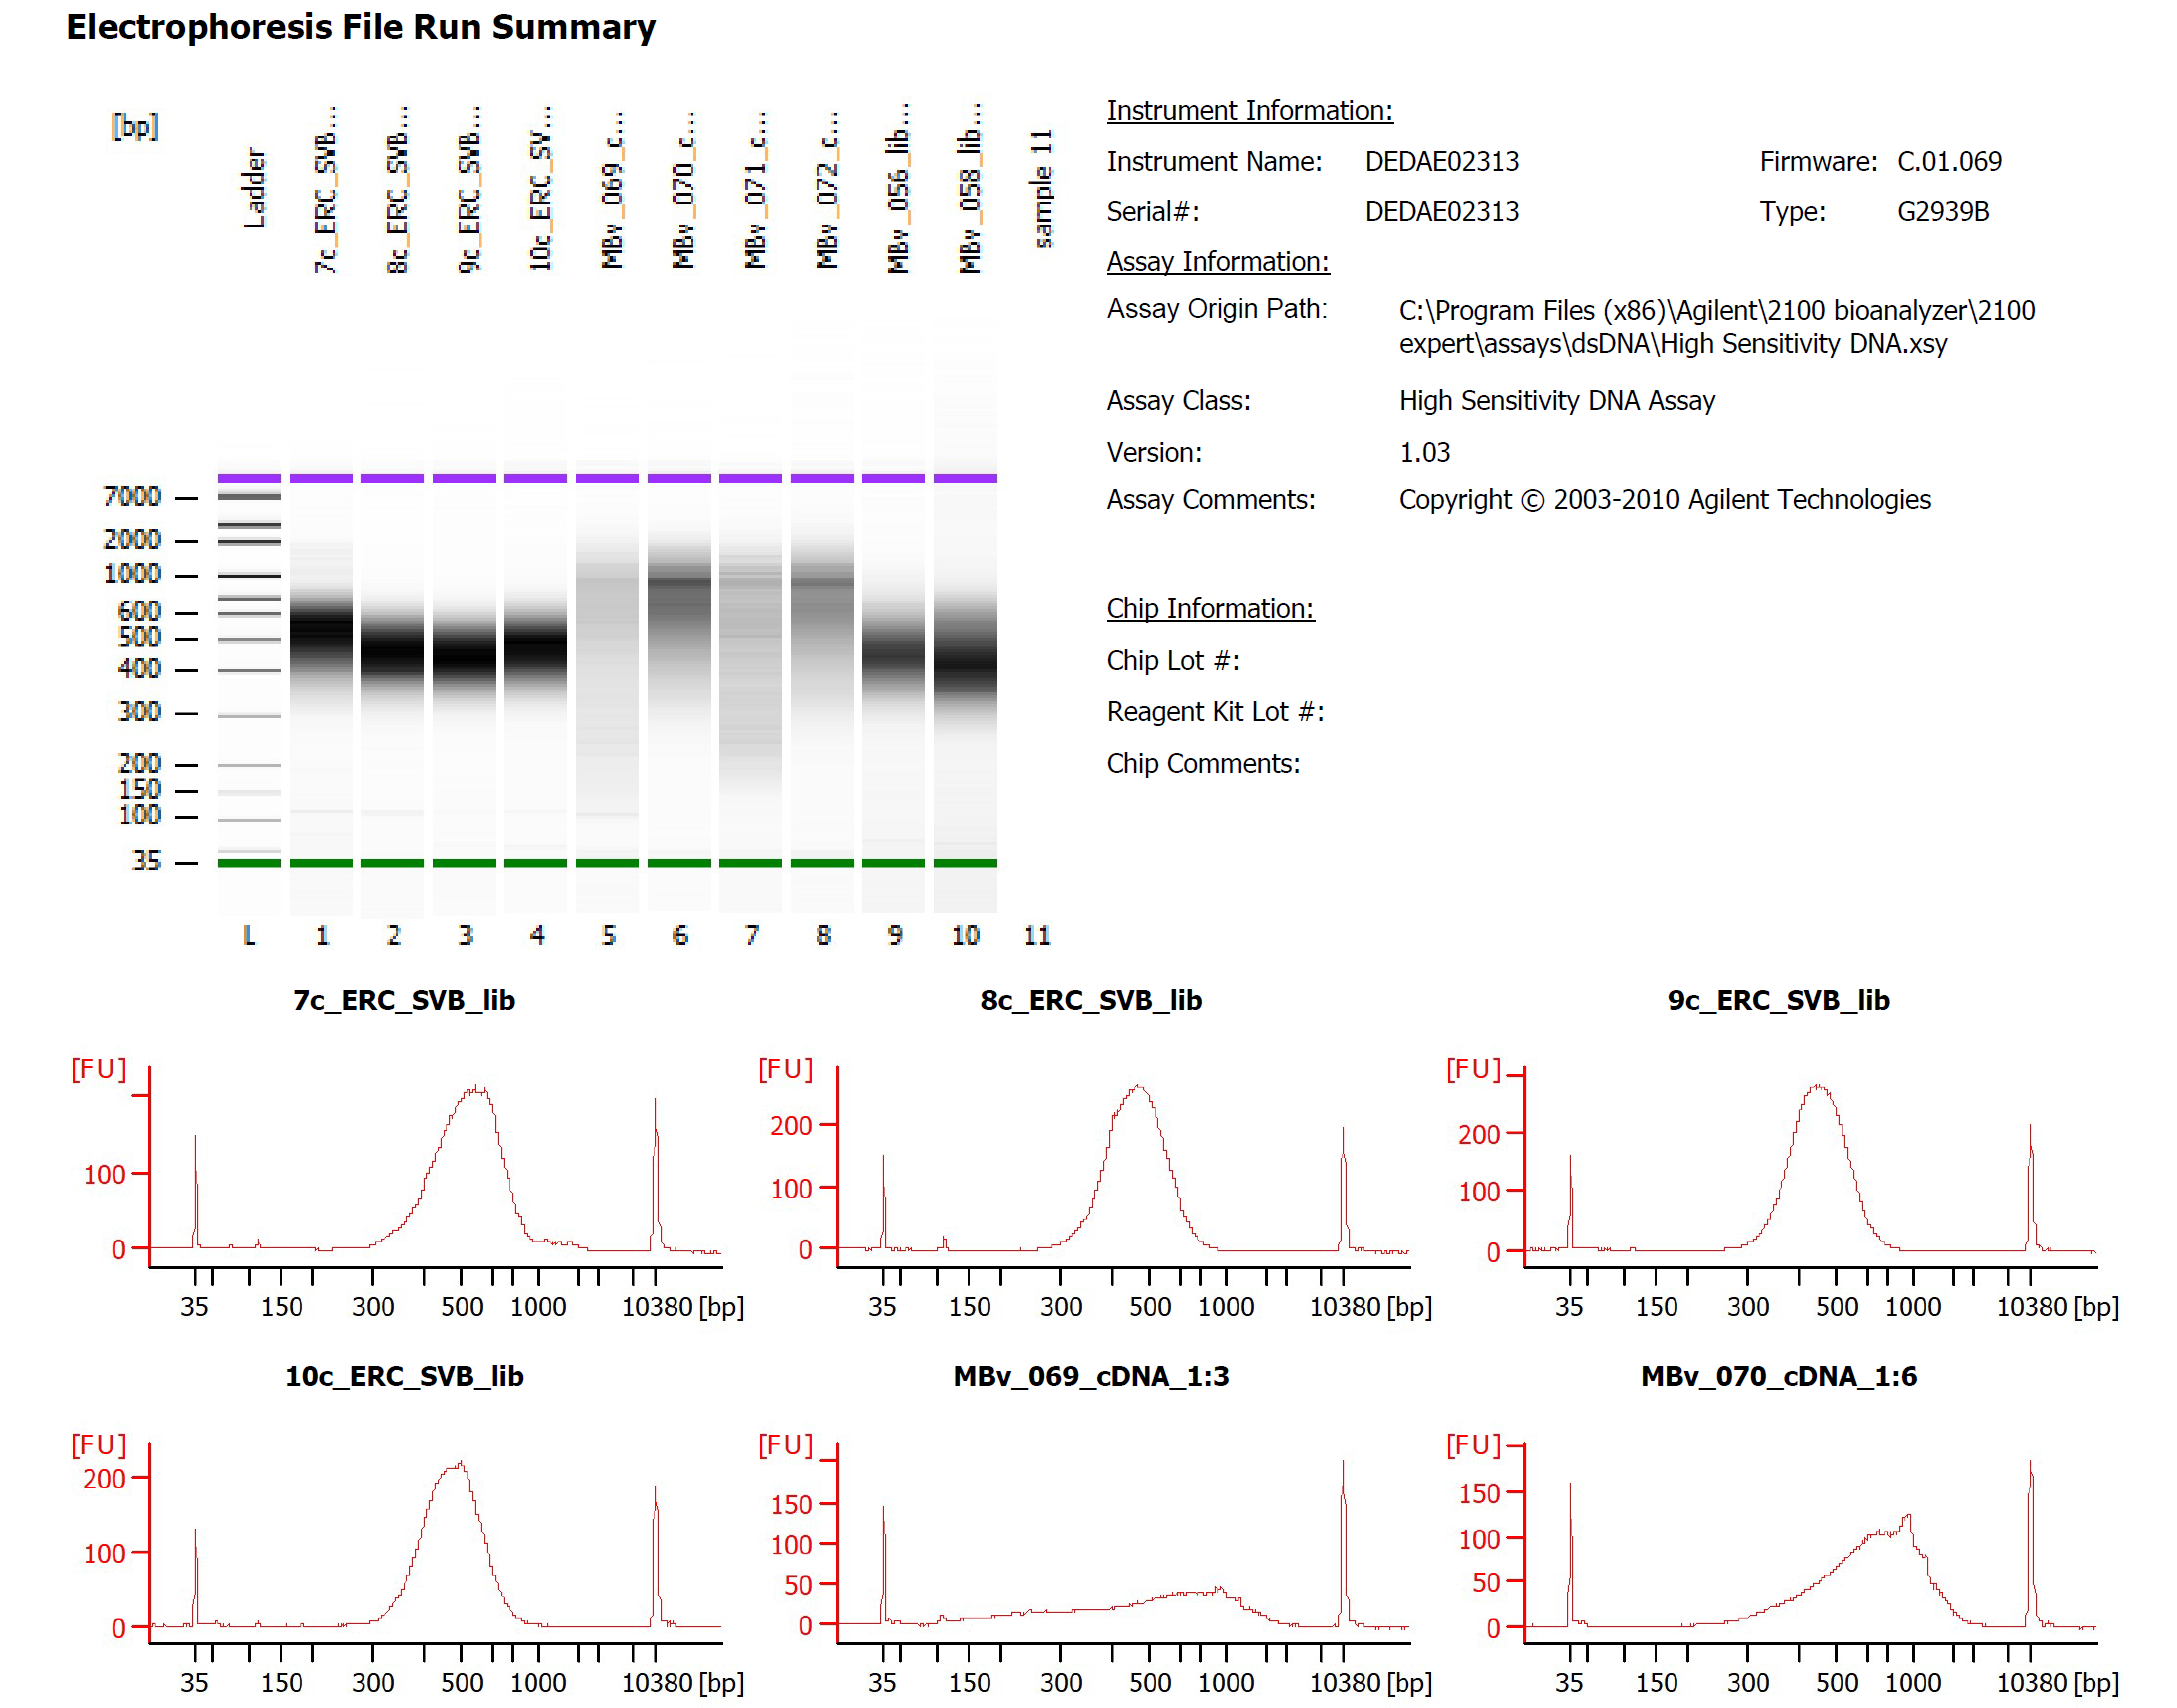 Electrophoresis File Run Summary
[bp]
Ladder
7c_ERC_SVB...
8c_ERC_SVB...
9c_ERC_SVB...
10c_ERC_SV...
MBv_069_c...
MBv_070_c...
MBv_071_c...
MBv_072_c...
MBv_056_lib...
MBv_058_lib...
sample 11
7000
2000
1000
600
500
400
300
200
150
100
35
L 1 2 3 4 5 6 7 8 9 10 11
Instrument Information:
Instrument Name: DEDAE02313 Firmware: C.01.069
Serial#: DEDAE02313 Type: G2939B
Assay Information:
Assay Origin Path: C:\Program Files (x86)\Agilent\2100 bioanalyzer\2100
expert\assays\dsDNA\High Sensitivity DNA.xsy
Assay Class: High Sensitivity DNA Assay
Version: 1.03
Assay Comments: Copyright © 2003-2010 Agilent Technologies
Chip Information:
Chip Lot #:
Reagent Kit Lot #:
Chip Comments:
7c_ERC_SVB_lib
[FU]
100
0
35 150 300 500 1000 10380 [bp]
8c_ERC_SVB_lib
[FU]
200
100
0
35 150 300 500 1000 10380 [bp]
9c_ERC_SVB_lib
[FU]
200
100
0
35 150 300 500 1000 10380 [bp]
10c_ERC_SVB_lib
[FU]
200
100
0
35 150 300 500 1000 10380 [bp]
MBv_069_cDNA_1:3
[FU]
150
100
50
0
35 150 300 500 1000 10380 [bp]
MBv_070_cDNA_1:6
[FU]
150
100
50
0
35 150 300 500 1000 10380 [bp]